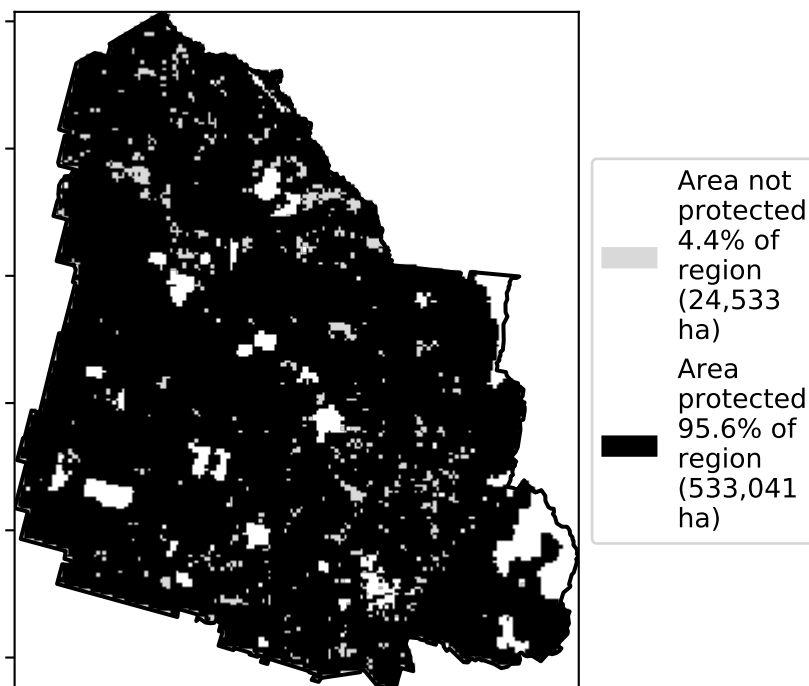 Area not
protected
4.4% of
region
(24,533
ha)
Area
protected
95.6% of
region
(533,041
ha)